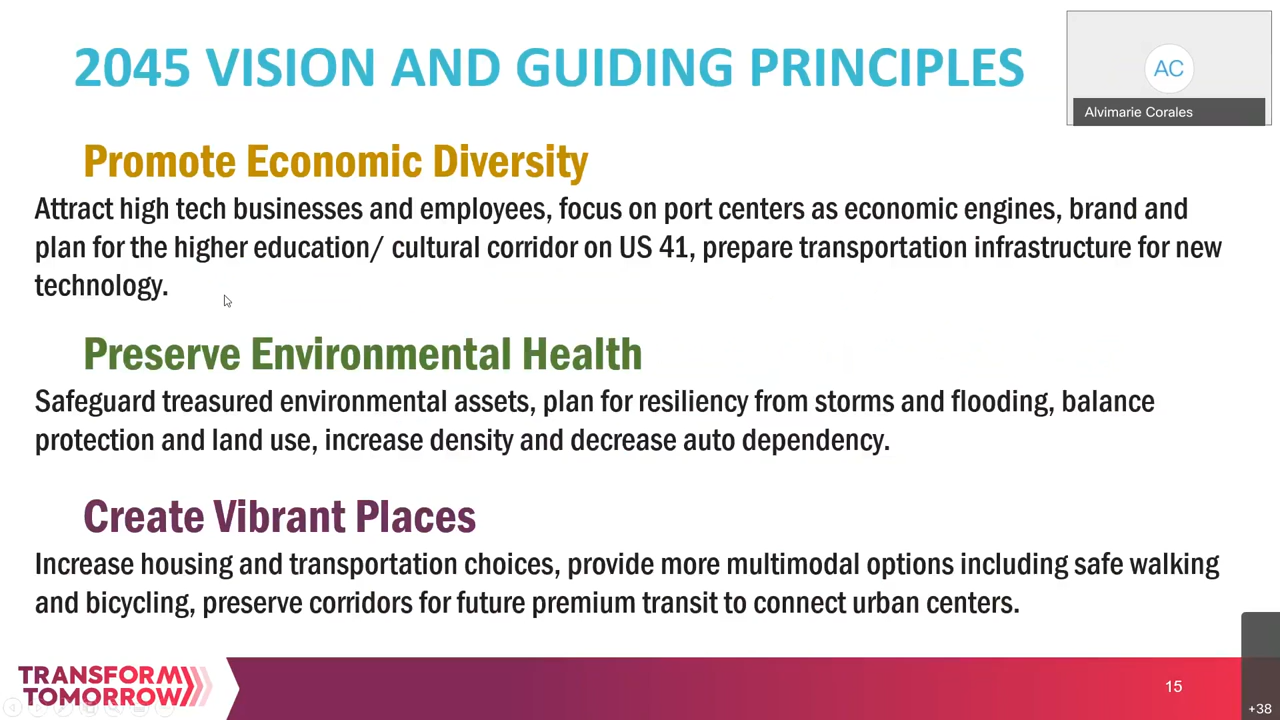 2045 VISION AND GUIDING PRINCIPLES
AC
Alvimarie Corales
Promote Economic Diversity
Attract high tech businesses and employees, focus on port centers as economic engines, brand and
plan for the higher education/ cultural corridor on US 41, prepare transportation infrastructure for new
technology.
Preserve Environmental Health
Safeguard treasured environmental assets, plan for resiliency from storms and flooding, balance
protection and land use, increase density and decrease auto dependency.
Create Vibrant Places
Increase housing and transportation choices, provide more multimodal options including safe walking
and bicycling, preserve corridors for future premium transit to connect urban centers.
TRANSFORM
TOMORROW
15
+38